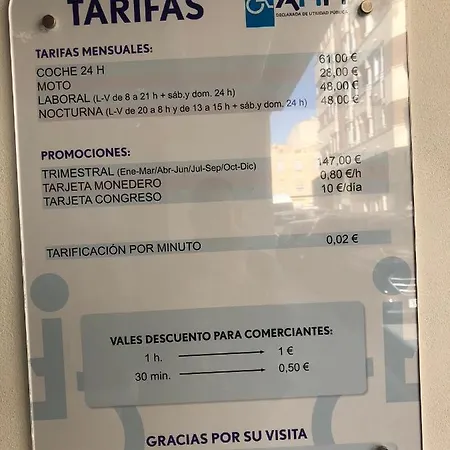 TARIFAS
DECLARADA DE UTILIDAD PÚBLICA
TARIFAS MENSUALES:
COCHE 24 H 61,00 €
MOTO 28,00 €
LABORAL (L-V de 8 a 21 h + sáb.y dom. 24 h) 48,00 €
NOCTURNA (L-V de 20 a 8 h y de 13 a 15 h + sáb.y dom. 24 h) 48,00 €
PROMOCIONES:
TRIMESTRAL (Ene-Mar/Abr-Jun/Jul-Sep/Oct-Dic) 147,00 €
TARJETA MONEDERO 0,80 €/h
TARJETA CONGRESO 10 €/día
TARIFICACIÓN POR MINUTO 0,02 €
VALES DESCUENTO PARA COMERCIANTES:
1 h. 1 €
30 min. 0,50 €
GRACIAS POR SU VISITA